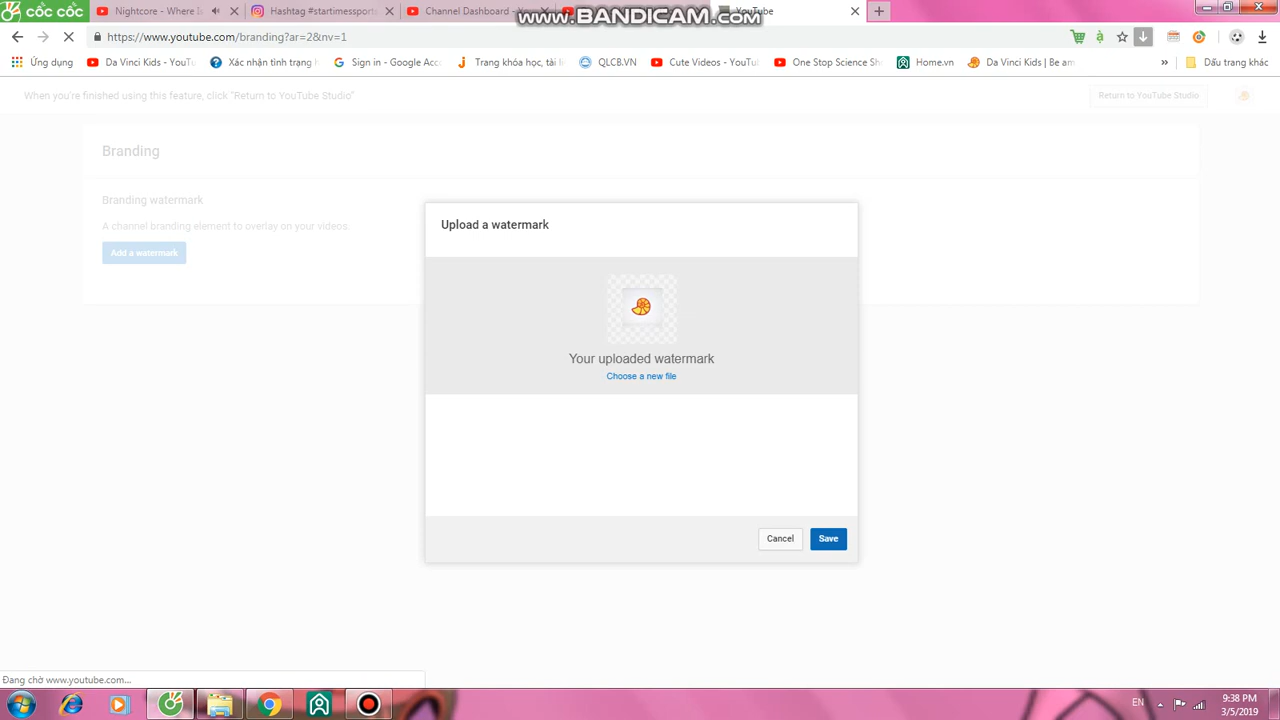 CỐC CỐC
Nightcore - Where I
Hashtag #startimessports
Channel Dashboard - You
YouTube
www.BANDICAM.com
https://www.youtube.com/branding?ar=2&nv=1
Ứng dụng
Da Vinci Kids - YouTu
Xác nhận tình trạng h
Sign in - Google Acco
Trang khóa học, tài li
QLCB.VN
Cute Videos - YouTu
One Stop Science Sho
Home.vn
Da Vinci Kids | Be am
»
Dấu trang khác
When you're finished using this feature, click "Return to YouTube Studio"
Return to YouTube Studio
Branding
Branding watermark
A channel branding element to overlay on your videos.
Add a watermark
Upload a watermark
Your uploaded watermark
Choose a new file
Cancel
Save
Đang chờ www.youtube.com...
EN
9:38 PM
3/5/2019